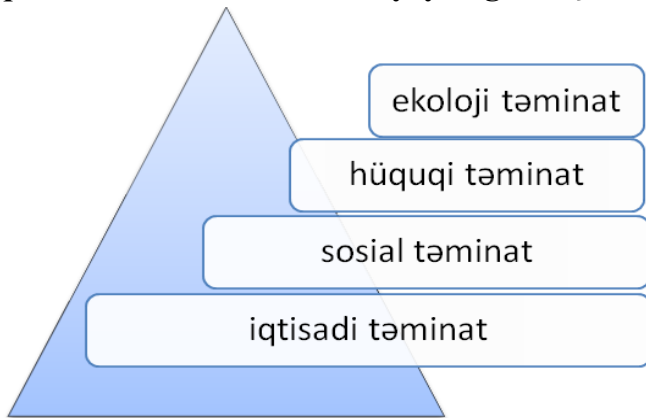 ekoloji təminat
hüquqi təminat
sosial təminat
iqtisadi təminat